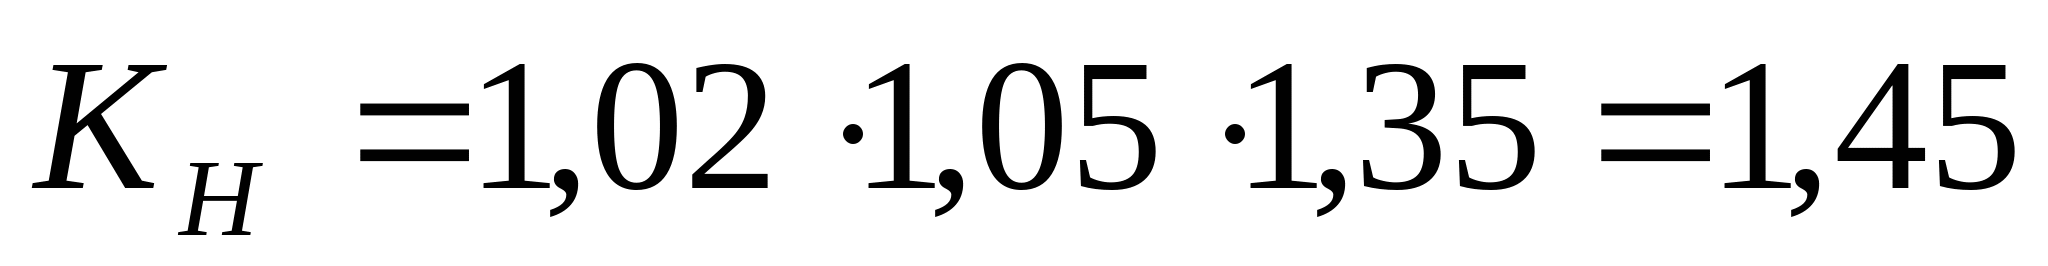 K_H = 1,02 · 1,05 · 1,35 = 1,45